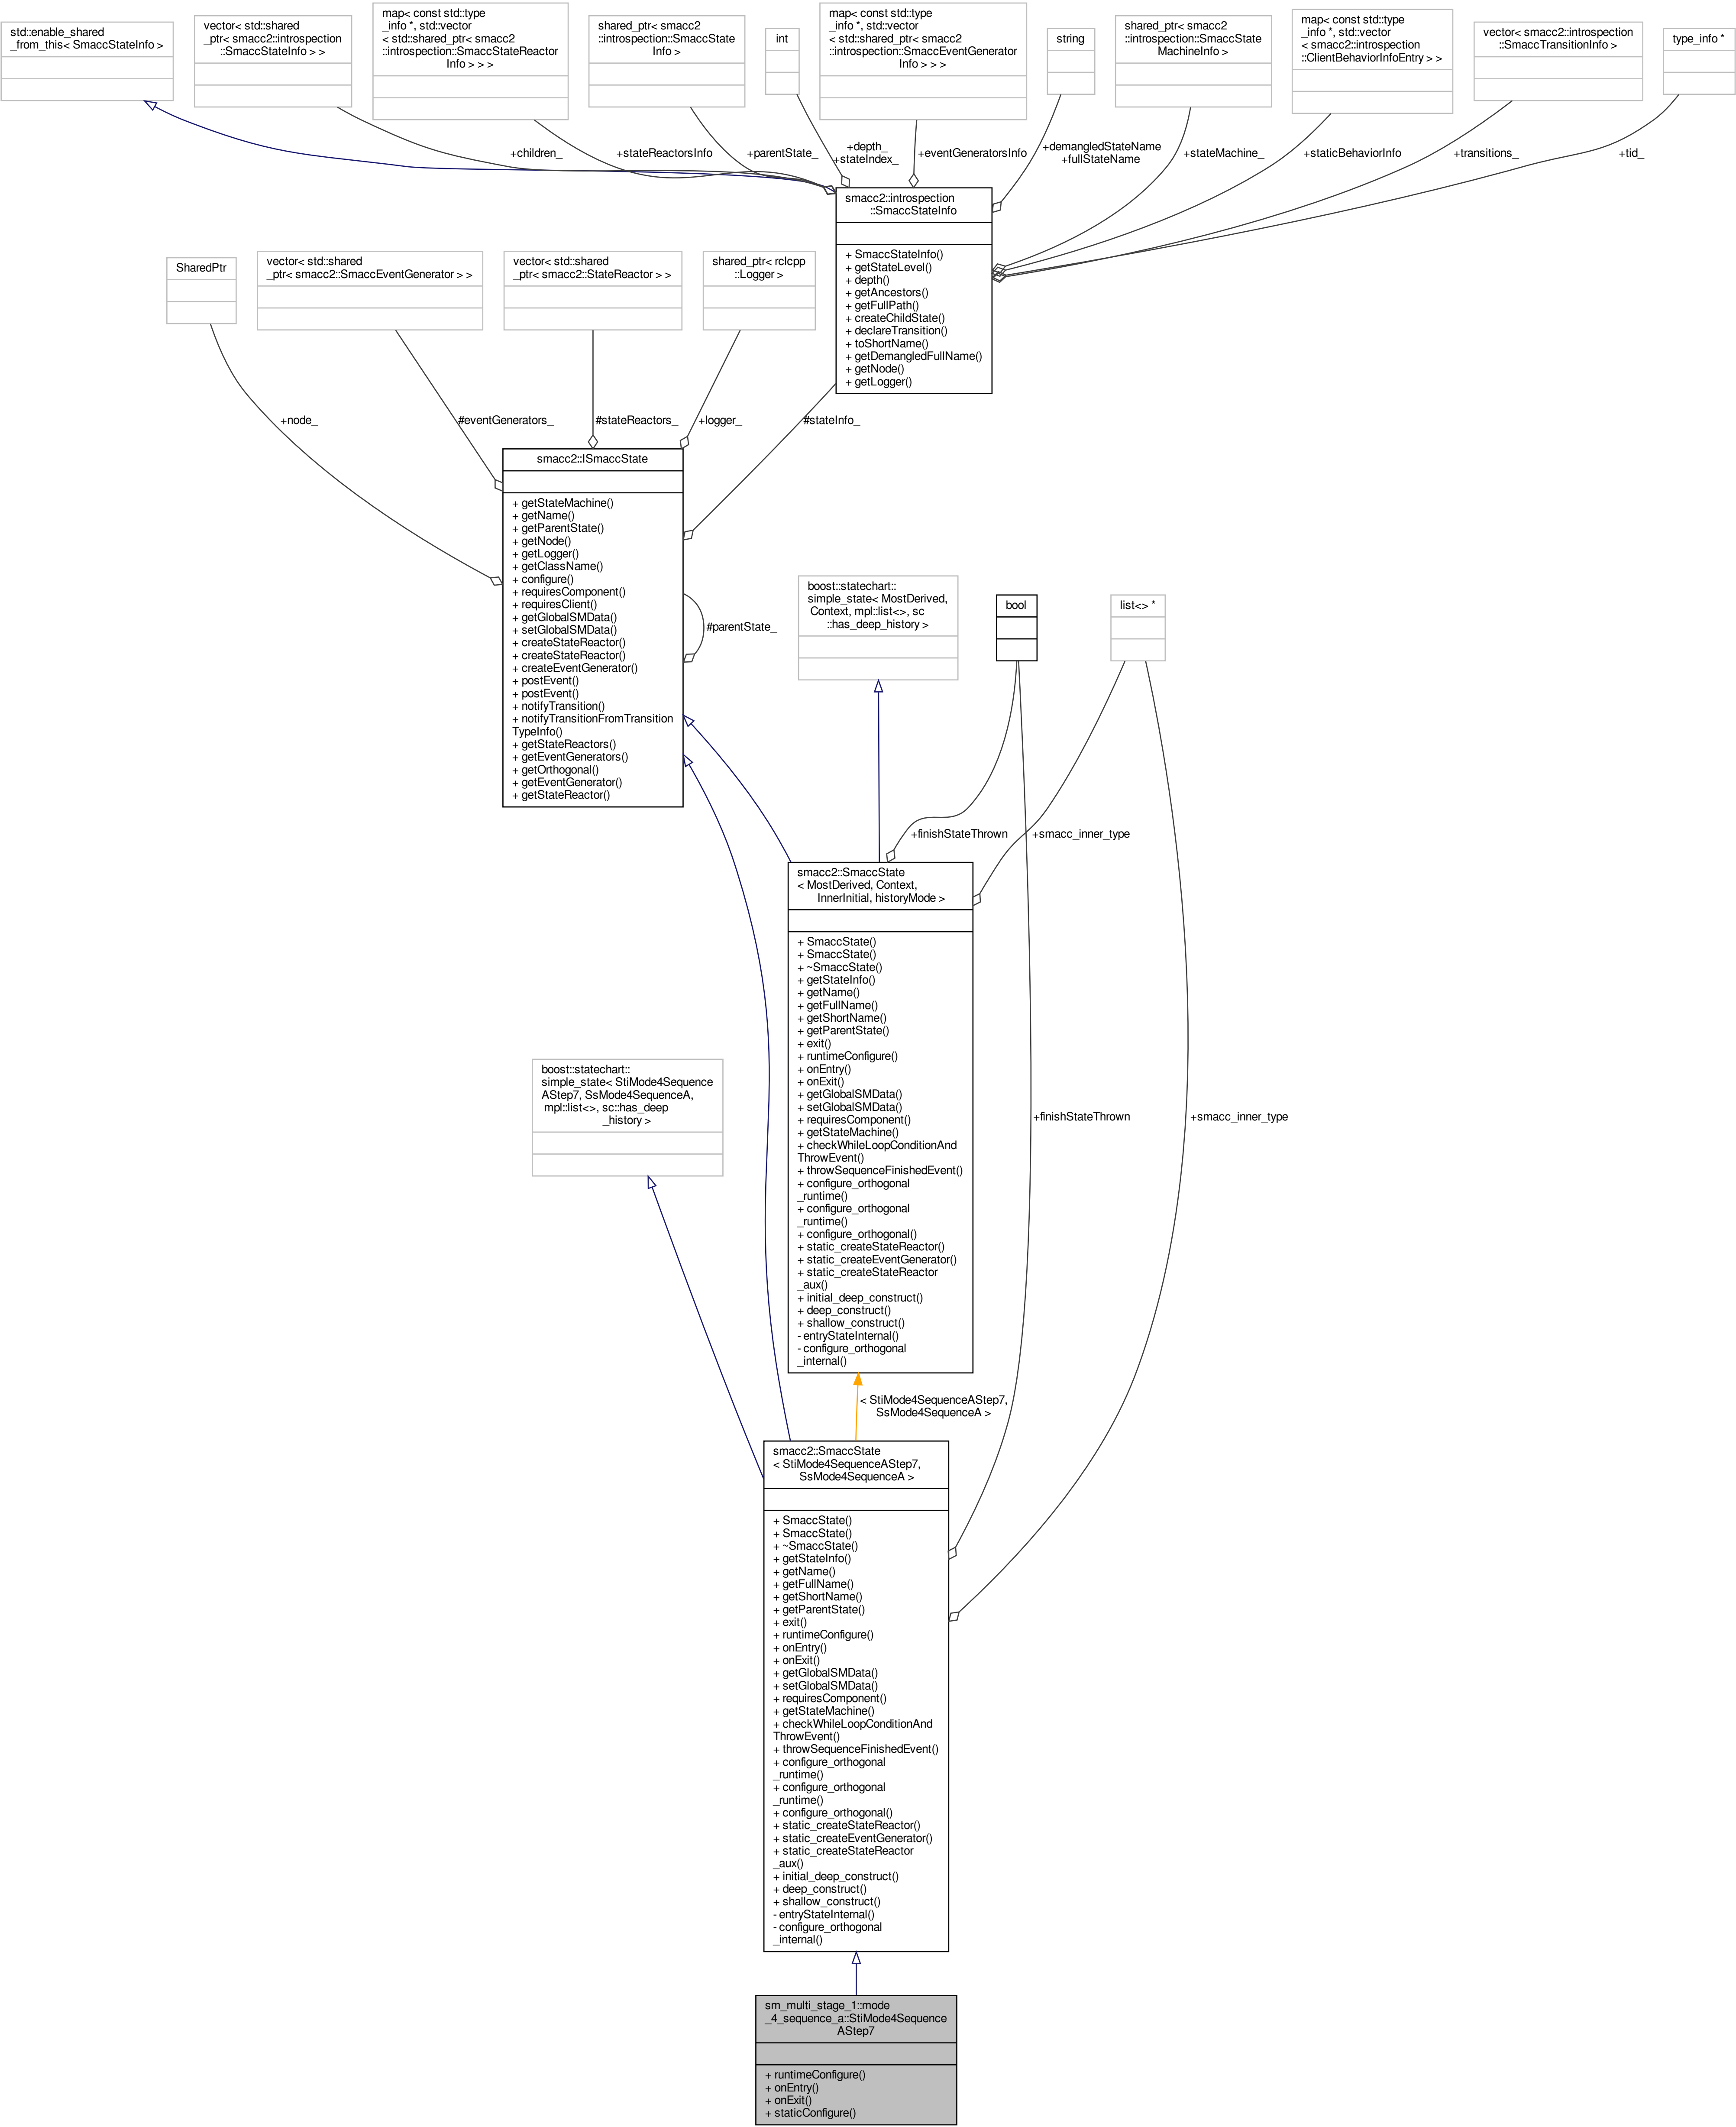 std::enable_shared
_from_this< SmaccStateInfo >
vector< std::shared
_ptr< smacc2::introspection
::SmaccStateInfo > >
map< const std::type
_info *, std::vector
< std::shared_ptr< smacc2
::introspection::SmaccStateReactor
Info > > >
shared_ptr< smacc2
::introspection::SmaccState
Info >
int
map< const std::type
_info *, std::vector
< std::shared_ptr< smacc2
::introspection::SmaccEventGenerator
Info > > >
string
shared_ptr< smacc2
::introspection::SmaccState
MachineInfo >
map< const std::type
_info *, std::vector
< smacc2::introspection
::ClientBehaviorInfoEntry > >
vector< smacc2::introspection
::SmaccTransitionInfo >
type_info *
+children_
+stateReactorsInfo
+parentState_
+depth_
+stateIndex_
+eventGeneratorsInfo
+demangledStateName
+fullStateName
+stateMachine_
+staticBehaviorInfo
+transitions_
+tid_
smacc2::introspection
::SmaccStateInfo
+ SmaccStateInfo()
+ getStateLevel()
+ depth()
+ getAncestors()
+ getFullPath()
+ createChildState()
+ declareTransition()
+ toShortName()
+ getDemangledFullName()
+ getNode()
+ getLogger()
SharedPtr
vector< std::shared
_ptr< smacc2::SmaccEventGenerator > >
vector< std::shared
_ptr< smacc2::StateReactor > >
shared_ptr< rclcpp
::Logger >
+node_
#eventGenerators_
#stateReactors_
+logger_
#stateInfo_
smacc2::ISmaccState
+ getStateMachine()
+ getName()
+ getParentState()
+ getNode()
+ getLogger()
+ getClassName()
+ configure()
+ requiresComponent()
+ requiresClient()
+ getGlobalSMData()
+ setGlobalSMData()
+ createStateReactor()
+ createStateReactor()
+ createEventGenerator()
+ postEvent()
+ postEvent()
+ notifyTransition()
+ notifyTransitionFromTransition
TypeInfo()
+ getStateReactors()
+ getEventGenerators()
+ getOrthogonal()
+ getEventGenerator()
+ getStateReactor()
#parentState_
boost::statechart::
simple_state< MostDerived,
Context, mpl::list<>, sc
::has_deep_history >
bool
list<> *
+finishStateThrown
+smacc_inner_type
smacc2::SmaccState
< MostDerived, Context,
InnerInitial, historyMode >
+ SmaccState()
+ SmaccState()
+ ~SmaccState()
+ getStateInfo()
+ getName()
+ getFullName()
+ getShortName()
+ getParentState()
+ exit()
+ runtimeConfigure()
+ onEntry()
+ onExit()
+ getGlobalSMData()
+ setGlobalSMData()
+ requiresComponent()
+ getStateMachine()
+ checkWhileLoopConditionAnd
ThrowEvent()
+ throwSequenceFinishedEvent()
+ configure_orthogonal
_runtime()
+ configure_orthogonal
_runtime()
+ configure_orthogonal()
+ static_createStateReactor()
+ static_createEventGenerator()
+ static_createStateReactor
_aux()
+ initial_deep_construct()
+ deep_construct()
+ shallow_construct()
- entryStateInternal()
- configure_orthogonal
_internal()
boost::statechart::
simple_state< StiMode4Sequence
AStep7, SsMode4SequenceA,
mpl::list<>, sc::has_deep
_history >
+finishStateThrown
+smacc_inner_type
< StiMode4SequenceAStep7,
SsMode4SequenceA >
smacc2::SmaccState
< StiMode4SequenceAStep7,
SsMode4SequenceA >
+ SmaccState()
+ SmaccState()
+ ~SmaccState()
+ getStateInfo()
+ getName()
+ getFullName()
+ getShortName()
+ getParentState()
+ exit()
+ runtimeConfigure()
+ onEntry()
+ onExit()
+ getGlobalSMData()
+ setGlobalSMData()
+ requiresComponent()
+ getStateMachine()
+ checkWhileLoopConditionAnd
ThrowEvent()
+ throwSequenceFinishedEvent()
+ configure_orthogonal
_runtime()
+ configure_orthogonal
_runtime()
+ configure_orthogonal()
+ static_createStateReactor()
+ static_createEventGenerator()
+ static_createStateReactor
_aux()
+ initial_deep_construct()
+ deep_construct()
+ shallow_construct()
- entryStateInternal()
- configure_orthogonal
_internal()
sm_multi_stage_1::mode
_4_sequence_a::StiMode4Sequence
AStep7
+ runtimeConfigure()
+ onEntry()
+ onExit()
+ staticConfigure()